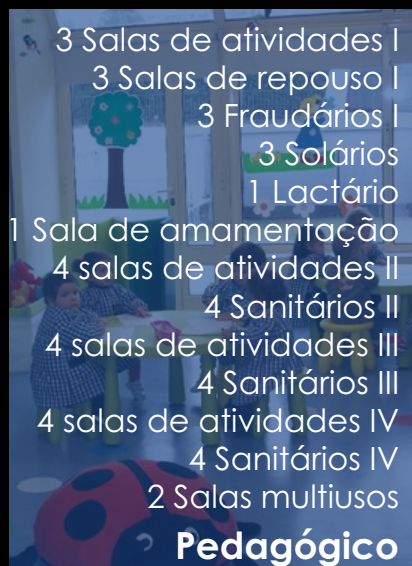 3 Salas de atividades I
3 Salas de repouso I
3 Fraudários I
3 Solários
1 Lactário
1 Sala de amamentação
4 salas de atividades II
4 Sanitários II
4 salas de atividades III
4 Sanitários III
4 salas de atividades IV
4 Sanitários IV
2 Salas multiusos
Pedagógico